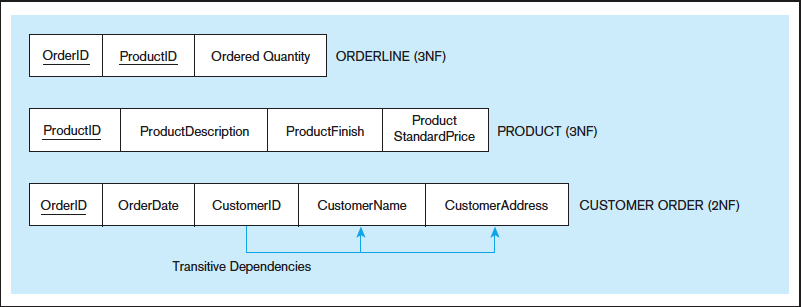 OrderID ProductID Ordered Quantity ORDERLINE (3NF)
ProductID ProductDescription ProductFinish Product StandardPrice PRODUCT (3NF)
OrderID OrderDate CustomerID CustomerName CustomerAddress CUSTOMER ORDER (2NF)
Transitive Dependencies